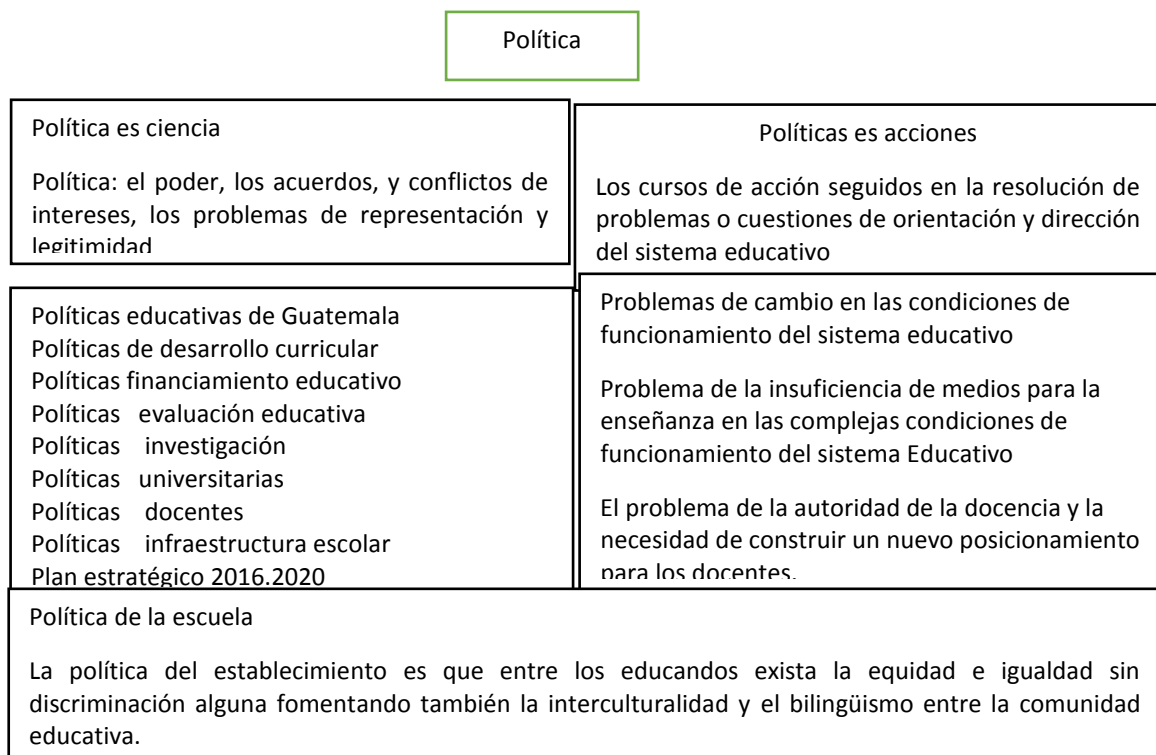 Política
Política es ciencia
Política: el poder, los acuerdos, y conflictos de
intereses, los problemas de representación y
legitimidad
Políticas es acciones
Los cursos de acción seguidos en la resolución de
problemas o cuestiones de orientación y dirección
del sistema educativo
Políticas educativas de Guatemala
Políticas de desarrollo curricular
Políticas financiamiento educativo
Políticas evaluación educativa
Políticas investigación
Políticas universitarias
Políticas docentes
Políticas infraestructura escolar
Plan estratégico 2016.2020
Problemas de cambio en las condiciones de
funcionamiento del sistema educativo
Problema de la insuficiencia de medios para la
enseñanza en las complejas condiciones de
funcionamiento del sistema Educativo
El problema de la autoridad de la docencia y la
necesidad de construir un nuevo posicionamiento
para los docentes.
Política de la escuela
La política del establecimiento es que entre los educandos exista la equidad e igualdad sin
discriminación alguna fomentando también la interculturalidad y el bilingüismo entre la comunidad
educativa.